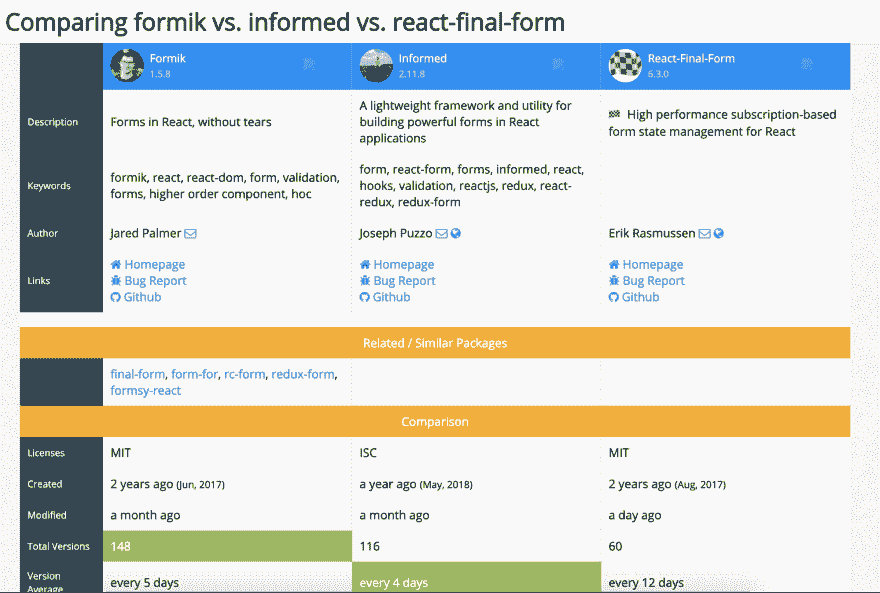 Comparing formik vs. informed vs. react-final-form
Formik
1.5.8
Informed
2.11.8
React-Final-Form
6.3.0
Description
Forms in React, without tears
A lightweight framework and utility for
building powerful forms in React
applications
High performance subscription-based
form state management for React
Keywords
formik, react, react-dom, form, validation,
forms, higher order component, hoc
form, react-form, forms, informed, react,
hooks, validation, reactjs, redux, react-
redux, redux-form
Author
Jared Palmer
Joseph Puzzo
Erik Rasmussen
Links
Homepage
Bug Report
Github
Homepage
Bug Report
Github
Homepage
Bug Report
Github
Related / Similar Packages
final-form, form-for, rc-form, redux-form,
formsy-react
Comparison
Licenses
MIT
ISC
MIT
Created
2 years ago (Jun, 2017)
a year ago (May, 2018)
2 years ago (Aug, 2017)
Modified
a month ago
a month ago
a day ago
Total Versions
148
116
60
Version
Average
every 5 days
every 4 days
every 12 days